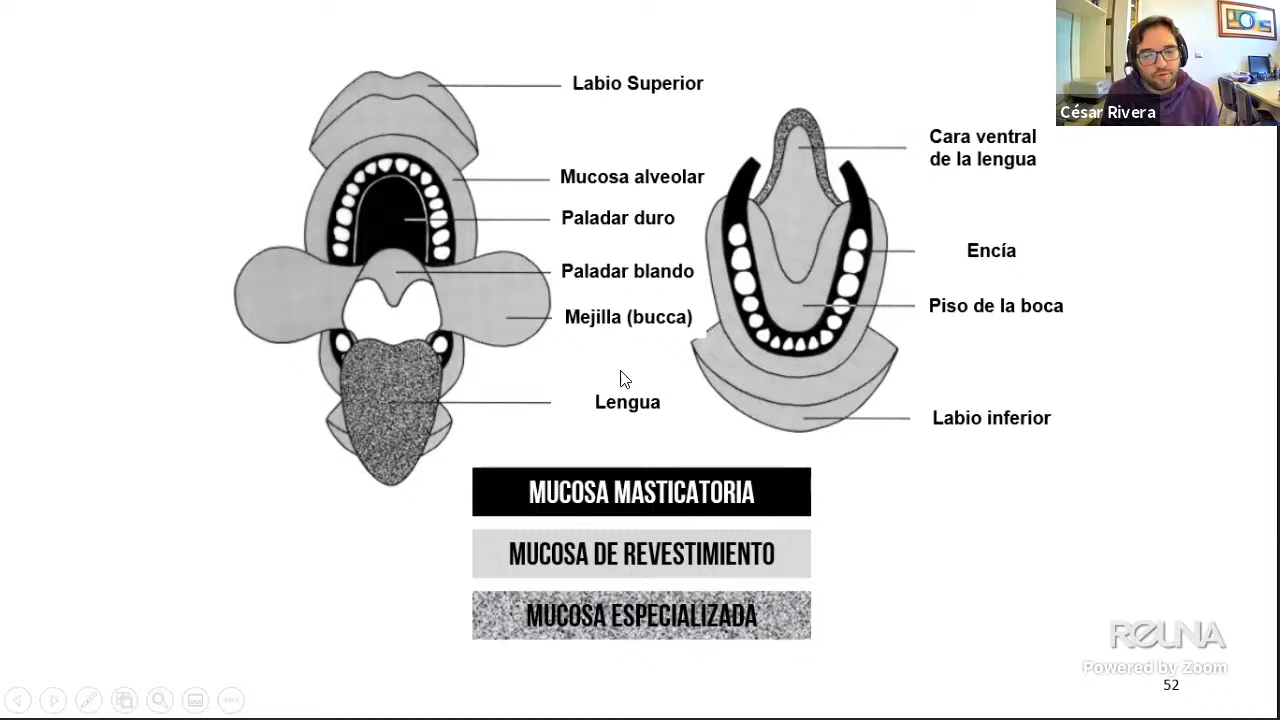 César Rivera
Labio Superior
Mucosa alveolar
Paladar duro
Paladar blando
Mejilla (bucca)
Lengua
Cara ventral
de la lengua
Encía
Piso de la boca
Labio inferior
MUCOSA MASTICATORIA
MUCOSA DE REVESTIMIENTO
MUCOSA ESPECIALIZADA
REUNA
Powered by Zoom
52